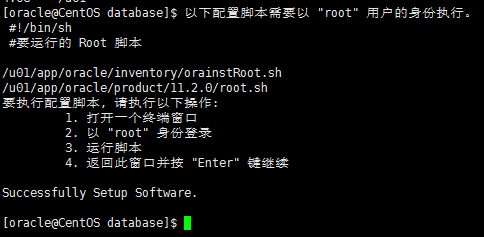 [oracle@CentOS database]$ 以下配置脚本需要以 "root" 用户的身份执行。
#!/bin/sh
#要运行的 Root 脚本
/u01/app/oracle/inventory/orainstRoot.sh
/u01/app/oracle/product/11.2.0/root.sh
要执行配置脚本, 请执行以下操作:
1. 打开一个终端窗口
2. 以 "root" 身份登录
3. 运行脚本
4. 返回此窗口并按 "Enter" 键继续
Successfully Setup Software.
[oracle@CentOS database]$